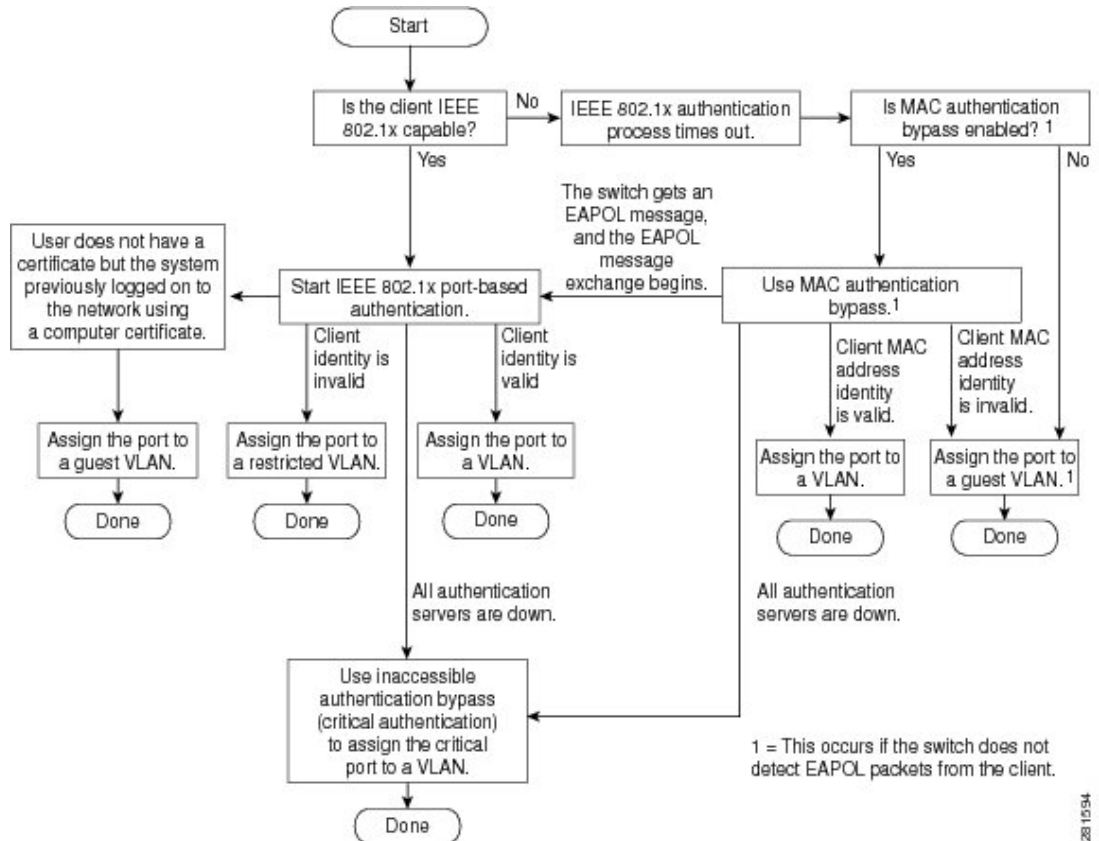 Start
Is the client IEEE
802.1x capable?
No
IEEE 802.1x authentication
process times out.
Is MAC authentication
bypass enabled? 1
Yes
Yes
No
The switch gets an
EAPOL message,
and the EAPOL
message
exchange begins.
User does not have a
certificate but the system
previously logged on to
the network using
a computer certificate.
Start IEEE 802.1x port-based
authentication.
Use MAC authentication
bypass.1
Client
identity is
invalid
Client
identity is
valid
Client MAC
address
identity
is valid.
Client MAC
address
identity
is invalid.
Assign the port to
a guest VLAN.
Assign the port to
a restricted VLAN.
Assign the port to
a VLAN.
Assign the port to
a VLAN.
Assign the port to
a guest VLAN.1
Done
Done
Done
Done
Done
All authentication
servers are down.
All authentication
servers are down.
Use inaccessible
authentication bypass
(critical authentication)
to assign the critical
port to a VLAN.
1 = This occurs if the switch does not
detect EAPOL packets from the client.
Done
281594